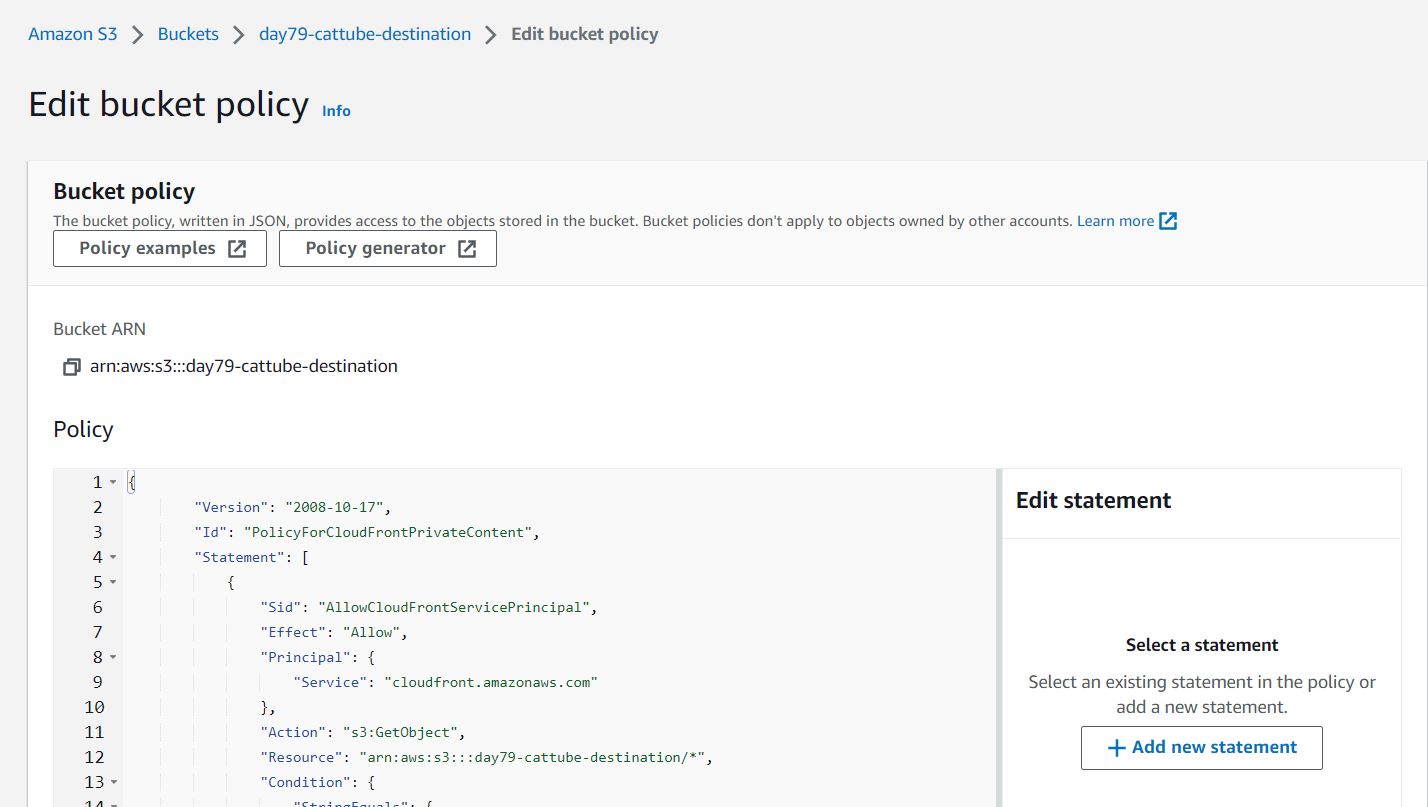 Amazon S3 > Buckets > day79-cattube-destination > Edit bucket policy
Edit bucket policy Info
Bucket policy
The bucket policy, written in JSON, provides access to the objects stored in the bucket. Bucket policies don't apply to objects owned by other accounts. Learn more
Policy examples Policy generator
Bucket ARN
arn:aws:s3:::day79-cattube-destination
Policy
1 {
2 "Version": "2008-10-17",
3 "Id": "PolicyForCloudFrontPrivateContent",
4 "Statement": [
5 {
6 "Sid": "AllowCloudFrontServicePrincipal",
7 "Effect": "Allow",
8 "Principal": {
9 "Service": "cloudfront.amazonaws.com"
10 },
11 "Action": "s3:GetObject",
12 "Resource": "arn:aws:s3:::day79-cattube-destination/*",
13 "Condition": {
14 "StringEquals": {
Edit statement
Select a statement
Select an existing statement in the policy or
add a new statement.
+ Add new statement